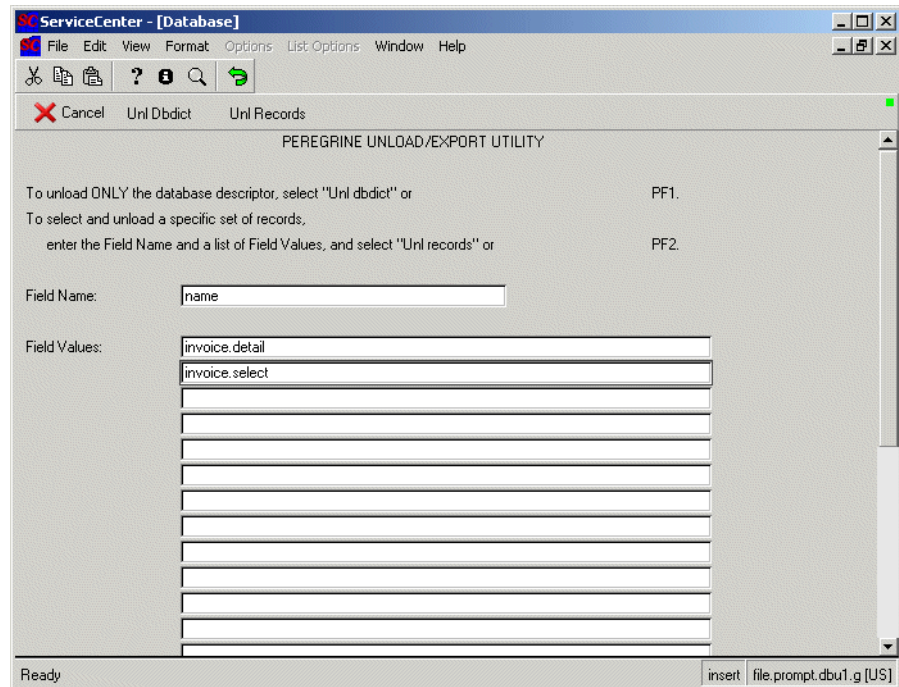 SC ServiceCenter - [Database]
SC File Edit View Format Options List Options Window Help
Cancel Unl Dbdict Unl Records
PEREGRINE UNLOAD/EXPORT UTILITY
To unload ONLY the database descriptor, select "Unl dbdict" or PF1.
To select and unload a specific set of records,
enter the Field Name and a list of Field Values, and select "Unl records" or PF2.
Field Name: name
Field Values: invoice.detail
invoice.select
Ready insert file.prompt.dbu1.g [US]